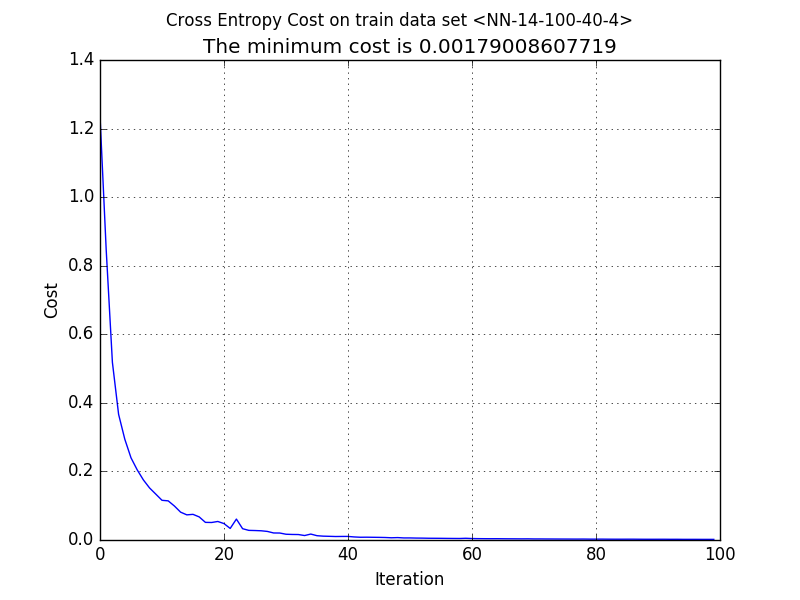 Cross Entropy Cost on train data set <NN-14-100-40-4>
The minimum cost is 0.00179008607719
1.4
1.2
1.0
0.8
0.6
0.4
0.2
0.0
Cost
0 20 40 60 80 100
Iteration